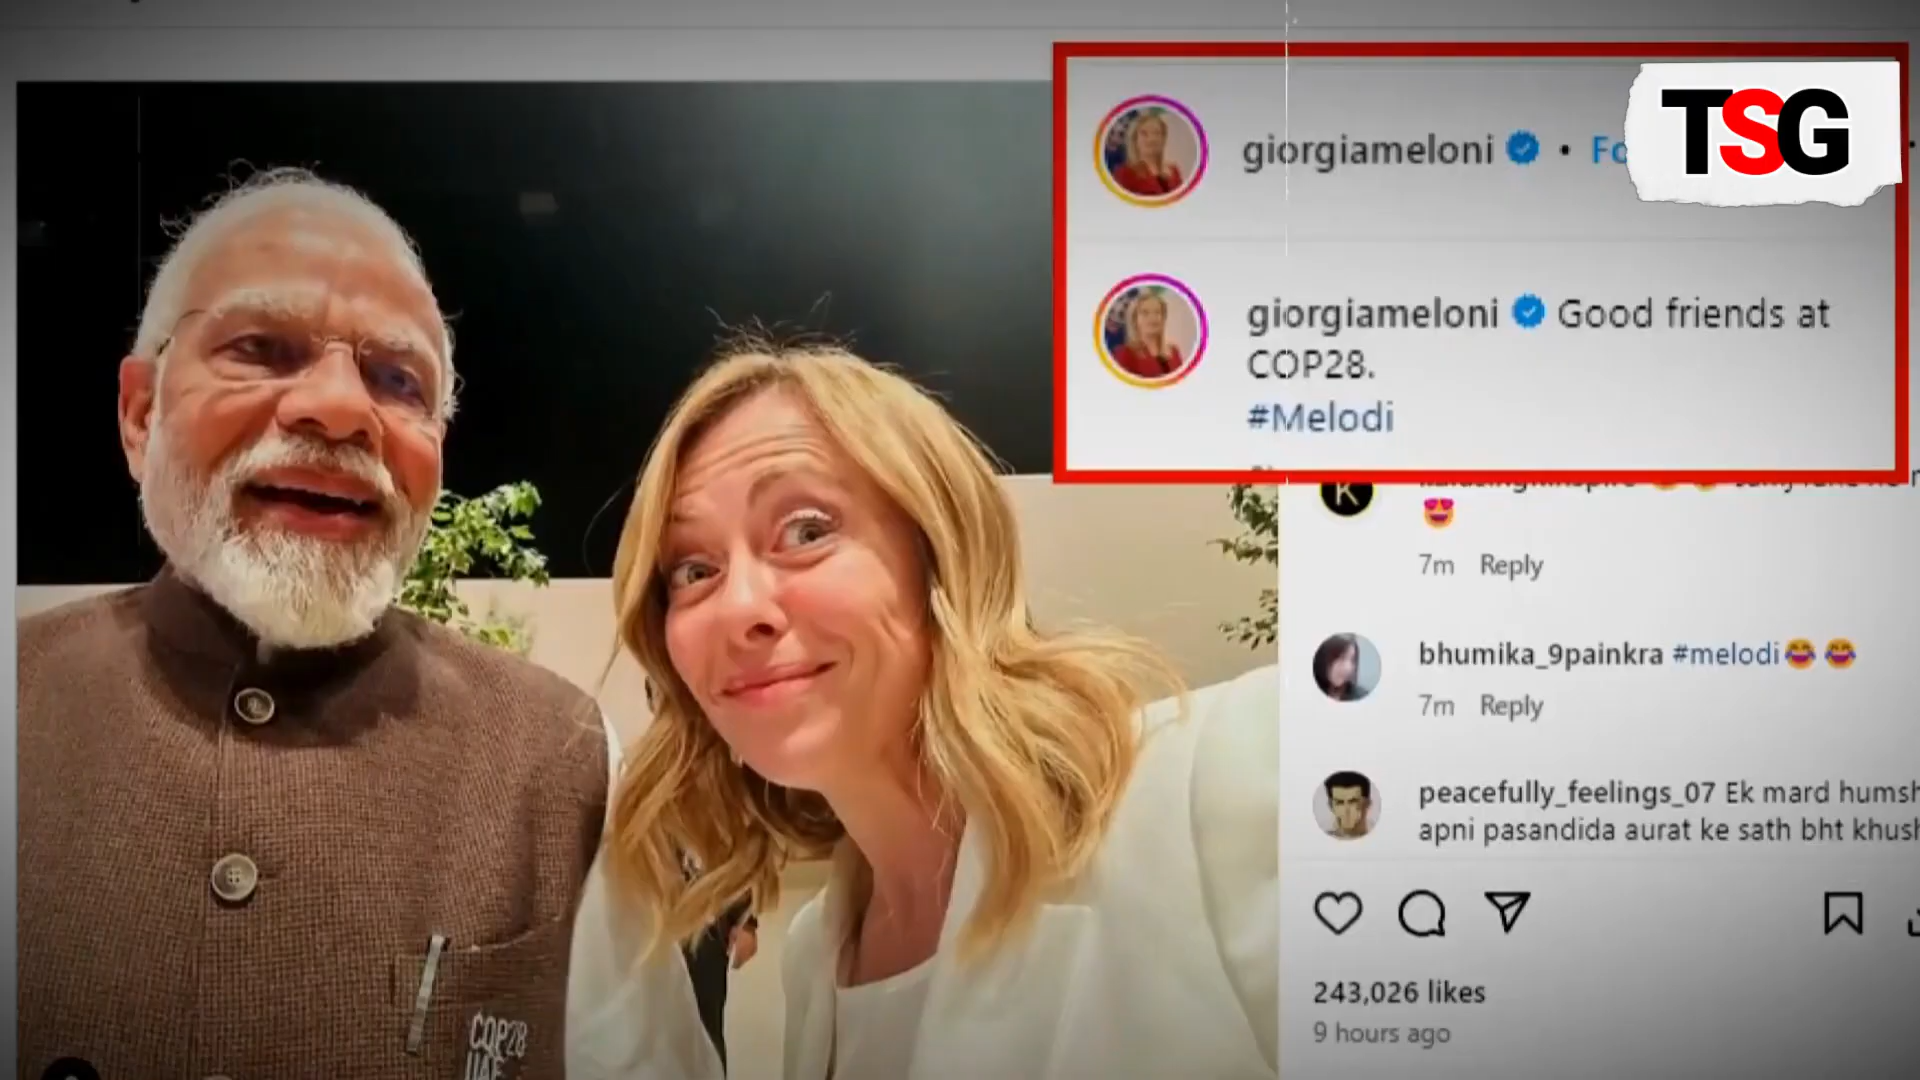 giorgiameloni • Fo
TSG
giorgiameloni Good friends at
COP28.
#Melodi
K
7m Reply
bhumika_9painkra #melodi😂😂
7m Reply
peacefully_feelings_07 Ek mard humsh
apni pasandida aurat ke sath bht khush
243,026 likes
9 hours ago
COP28
UAE